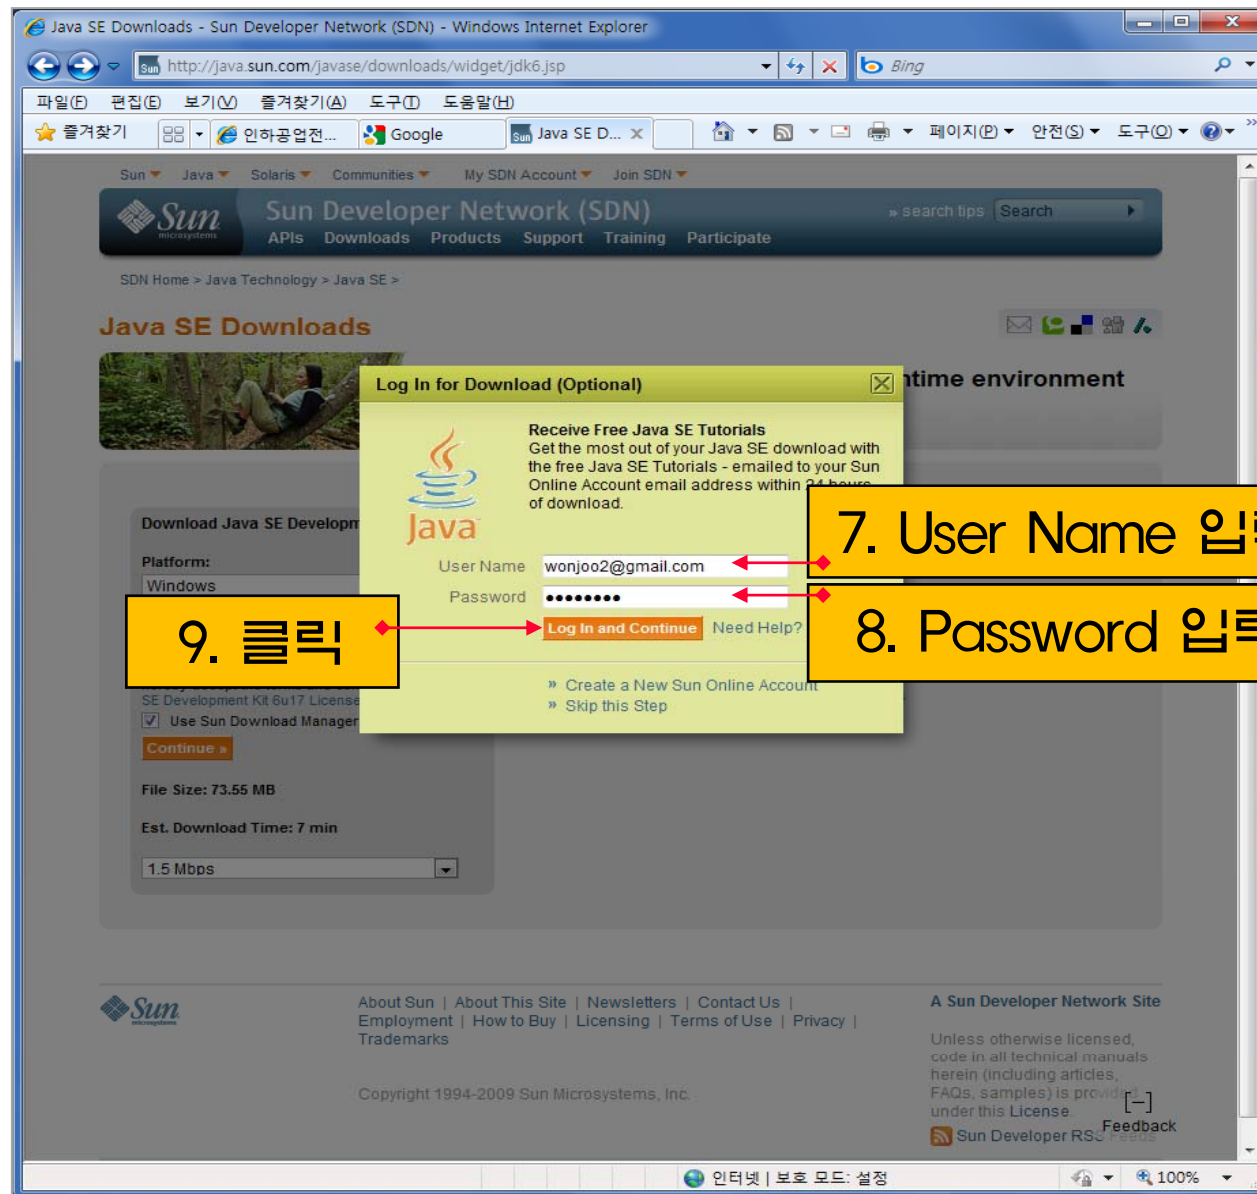 Java SE Downloads - Sun Developer Network (SDN) - Windows Internet Explorer
http://java.sun.com/javase/downloads/widget/jdk6.jsp
Bing
파일(F) 편집(E) 보기(V) 즐겨찾기(A) 도구(T) 도움말(H)
즐겨찾기 인하공업전... Google Java SE D... 페이지(P) 안전(S) 도구(O)
Sun Java Solaris Communities My SDN Account Join SDN
Sun microsystems
Sun Developer Network (SDN)
» search tips Search
APIs Downloads Products Support Training Participate
SDN Home > Java Technology > Java SE >
Java SE Downloads
ntime environment
Log In for Download (Optional)
Java
Receive Free Java SE Tutorials
Get the most out of your Java SE download with
the free Java SE Tutorials - emailed to your Sun
Online Account email address within 24 hours
of download.
7. User Name 입
User Name wonjoo2@gmail.com
8. Password 입
Password ••••••••
9. 클릭
Log In and Continue Need Help?
» Create a New Sun Online Account
» Skip this Step
Download Java SE Developm
Platform:
Windows
SE Development Kit 6u17 License
Use Sun Download Manager
Continue »
File Size: 73.55 MB
Est. Download Time: 7 min
1.5 Mbps
Sun microsystems
About Sun | About This Site | Newsletters | Contact Us |
Employment | How to Buy | Licensing | Terms of Use | Privacy |
Trademarks
Copyright 1994-2009 Sun Microsystems, Inc.
A Sun Developer Network Site
Unless otherwise licensed,
code in all technical manuals
herein (including articles,
FAQs, samples) is provided
under this License.
Sun Developer RSS Feeds
[–]
Feedback
인터넷 | 보호 모드: 설정
100%